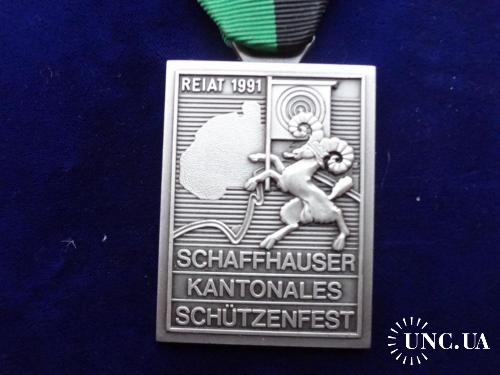 REIAT 1991
SCHAFFHAUSER
KANTONALES
SCHÜTZENFEST
UNC.UA